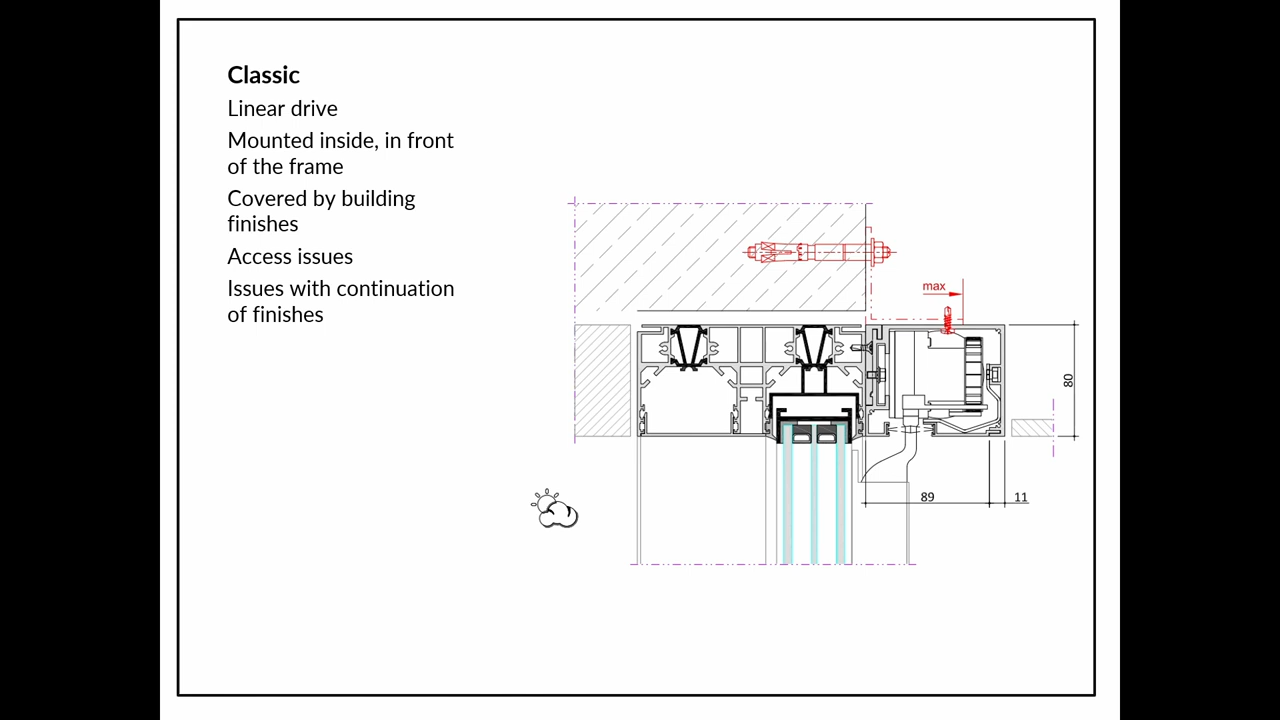 Classic
Linear drive
Mounted inside, in front
of the frame
Covered by building
finishes
Access issues
Issues with continuation
of finishes
max
80
89
11